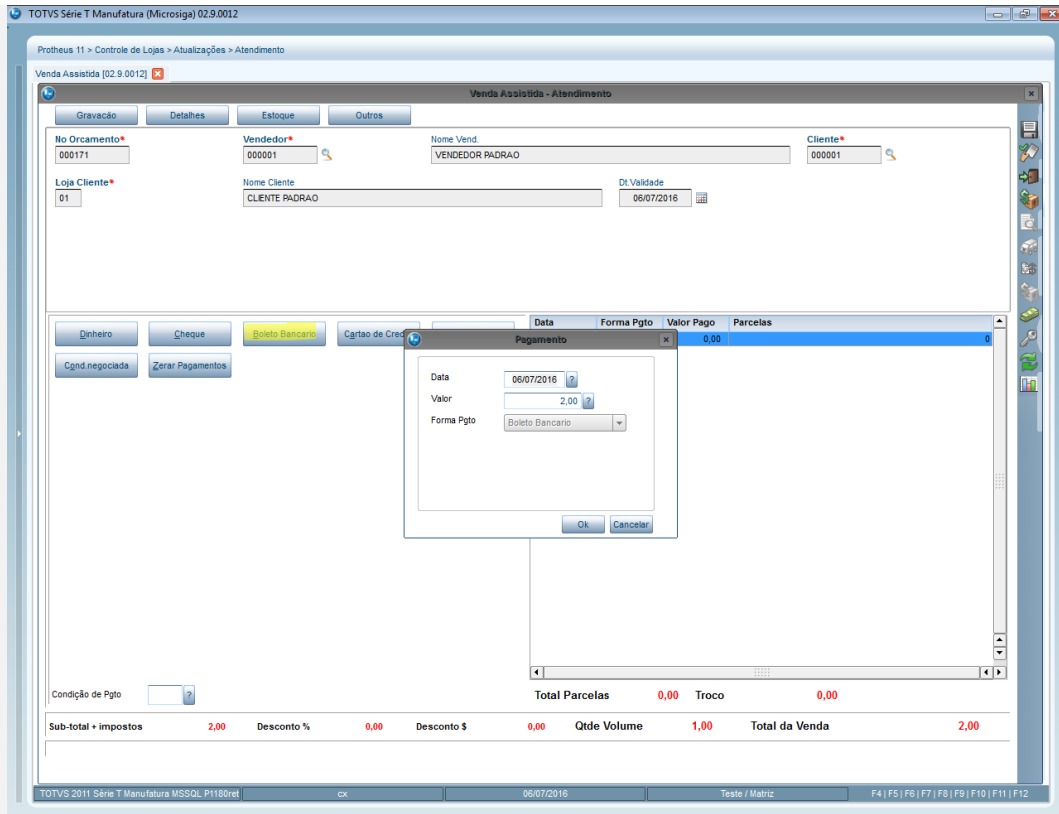 TOTVS Série T Manufatura (Microsiga) 02.9.0012
Protheus 11 > Controle de Lojas > Atualizações > Atendimento
Venda Assistida [02.9.0012]
Venda Assistida - Atendimento
Gravacão Detalhes Estoque Outros
No Orcamento* Vendedor* Nome Vend. Cliente*
000171 000001 VENDEDOR PADRAO 000001
Loja Cliente* Nome Cliente Dt.Validade
01 CLIENTE PADRAO 06/07/2016
Dinheiro Cheque Boleto Bancario Cartao de Cred
Cond.negociada Zerar Pagamentos
Data Forma Pgto Valor Pago Parcelas
0,00 0
Pagamento
Data 06/07/2016 ?
Valor 2,00 ?
Forma Pgto Boleto Bancario
Ok Cancelar
Condição de Pgto ?
Total Parcelas 0,00 Troco 0,00
Sub-total + impostos 2,00 Desconto % 0,00 Desconto $ 0,00 Qtde Volume 1,00 Total da Venda 2,00
TOTVS 2011 Série T Manufatura MSSQL P1180ret cx 06/07/2016 Teste / Matriz F4 | F5 | F6 | F7 | F8 | F9 | F10 | F11 | F12